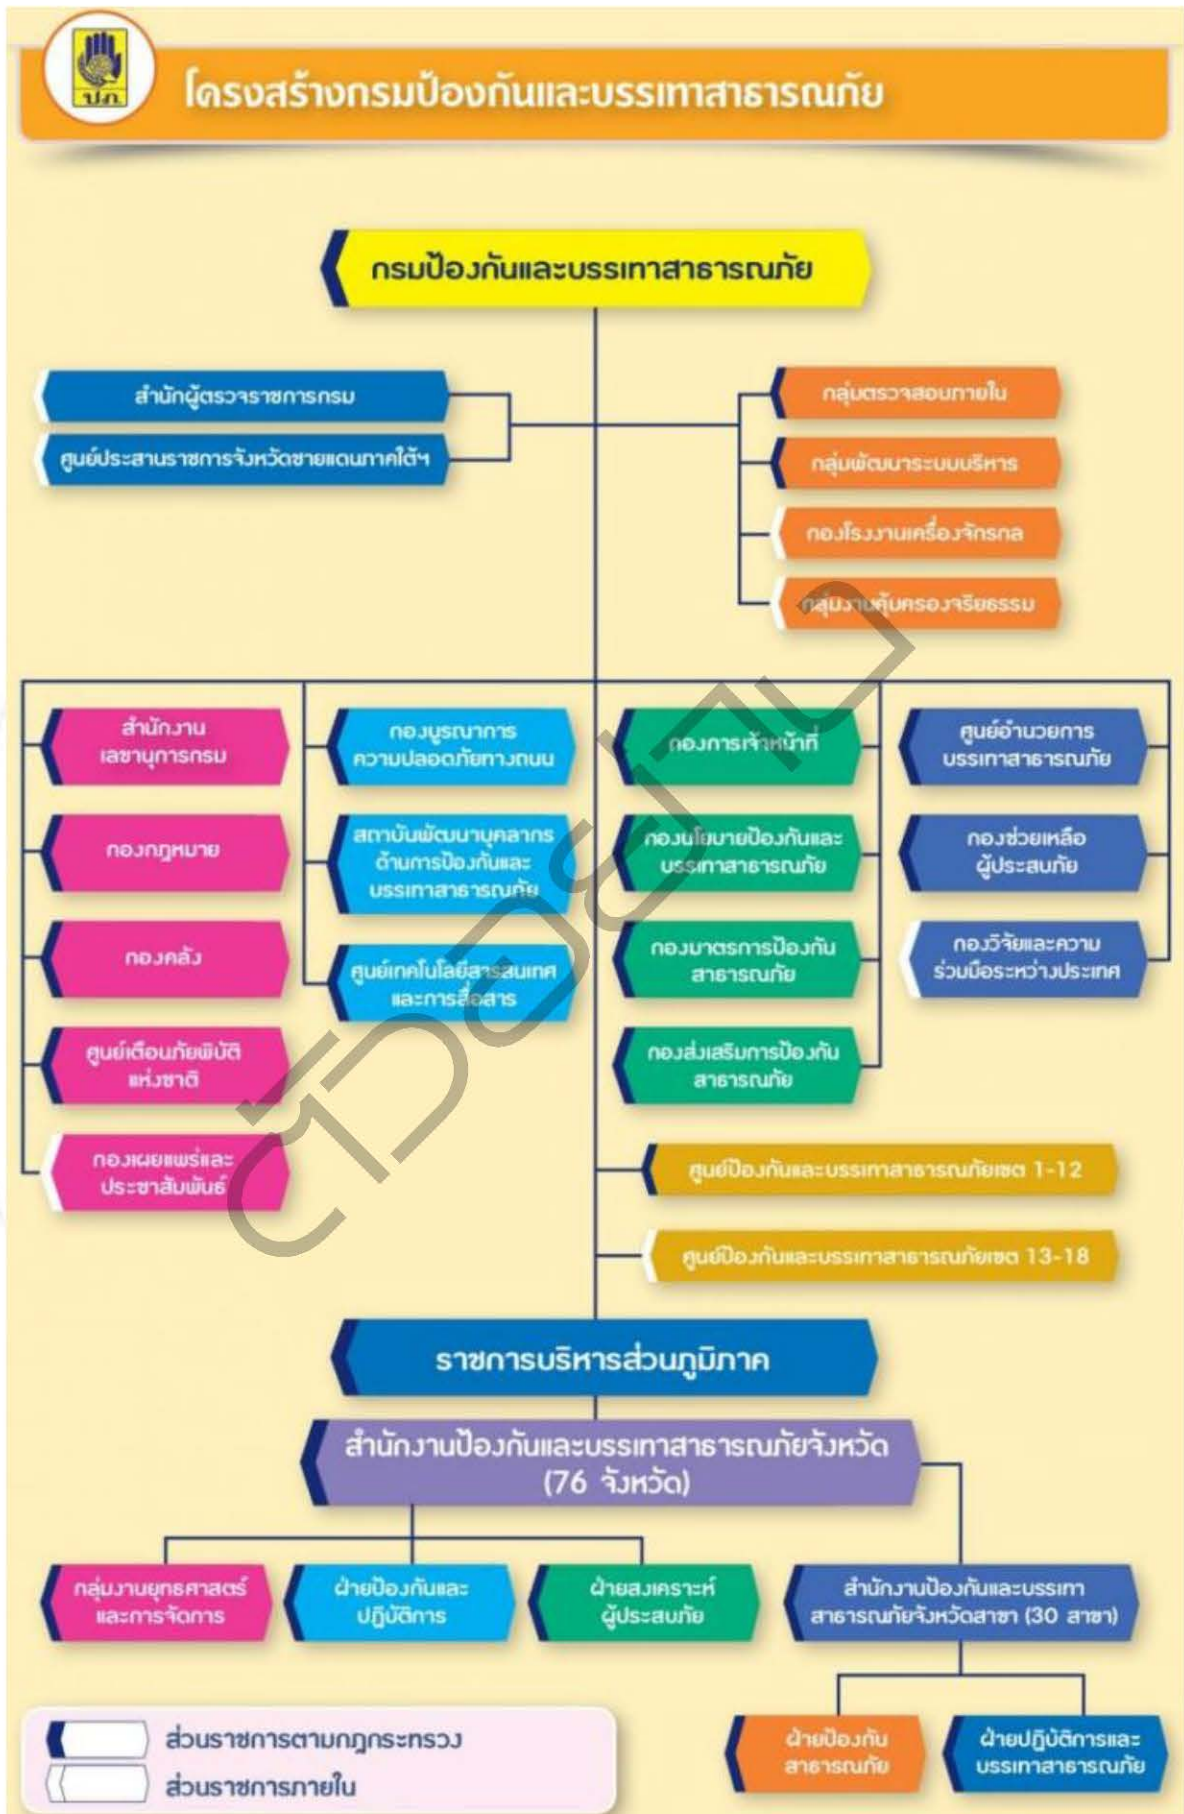 ปภ.
โครงสร้างกรมป้องกันและบรรเทาสาธารณภัย
กรมป้องกันและบรรเทาสาธารณภัย
สำนักผู้ตรวจราชการกรม
ศูนย์ประสานราชการจังหวัดชายแดนภาคใต้ฯ
กลุ่มตรวจสอบภายใน
กลุ่มพัฒนาระบบบริหาร
กองโรงงานเครื่องจักรกล
กลุ่มงานคุ้มครองจริยธรรม
สำนักงาน
เลขานุการกรม
กองกฎหมาย
กองคลัง
ศูนย์เตือนภัยพิบัติ
แห่งชาติ
กองเผยแพร่และ
ประชาสัมพันธ์
กองบูรณาการ
ความปลอดภัยทางถนน
สถาบันพัฒนาบุคลากร
ด้านการป้องกันและ
บรรเทาสาธารณภัย
ศูนย์เทคโนโลยีสารสนเทศ
และการสื่อสาร
กองการเจ้าหน้าที่
กองนโยบายป้องกันและ
บรรเทาสาธารณภัย
กองมาตรการป้องกัน
สาธารณภัย
กองส่งเสริมการป้องกัน
สาธารณภัย
ศูนย์อำนวยการ
บรรเทาสาธารณภัย
กองช่วยเหลือ
ผู้ประสบภัย
กองวิจัยและความ
ร่วมมือระหว่างประเทศ
ศูนย์ป้องกันและบรรเทาสาธารณภัยเขต 1-12
ศูนย์ป้องกันและบรรเทาสาธารณภัยเขต 13-18
ราชการบริหารส่วนภูมิภาค
สำนักงานป้องกันและบรรเทาสาธารณภัยจังหวัด
(76 จังหวัด)
กลุ่มงานยุทธศาสตร์
และการจัดการ
ฝ่ายป้องกันและ
ปฏิบัติการ
ฝ่ายสงเคราะห์
ผู้ประสบภัย
สำนักงานป้องกันและบรรเทา
สาธารณภัยจังหวัดสาขา (30 สาขา)
ฝ่ายป้องกัน
สาธารณภัย
ฝ่ายปฏิบัติการและ
บรรเทาสาธารณภัย
ส่วนราชการตามกฎกระทรวง
ส่วนราชการภายใน
ตัวอย่าง